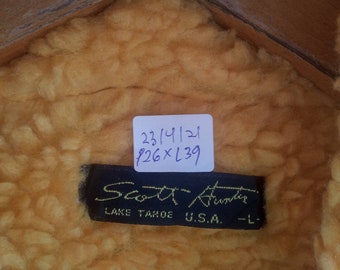 23/4/21
P26 x L39
Scott Hunter
LAKE TAHOE U.S.A. -L-